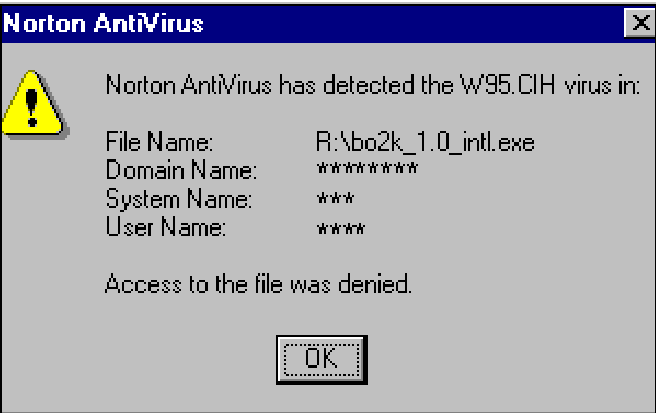 Norton AntiVirus
Norton AntiVirus has detected the W95.CIH virus in:
File Name: R:\bo2k_1.0_intl.exe
Domain Name: ********
System Name: ***
User Name: ****
Access to the file was denied.
OK